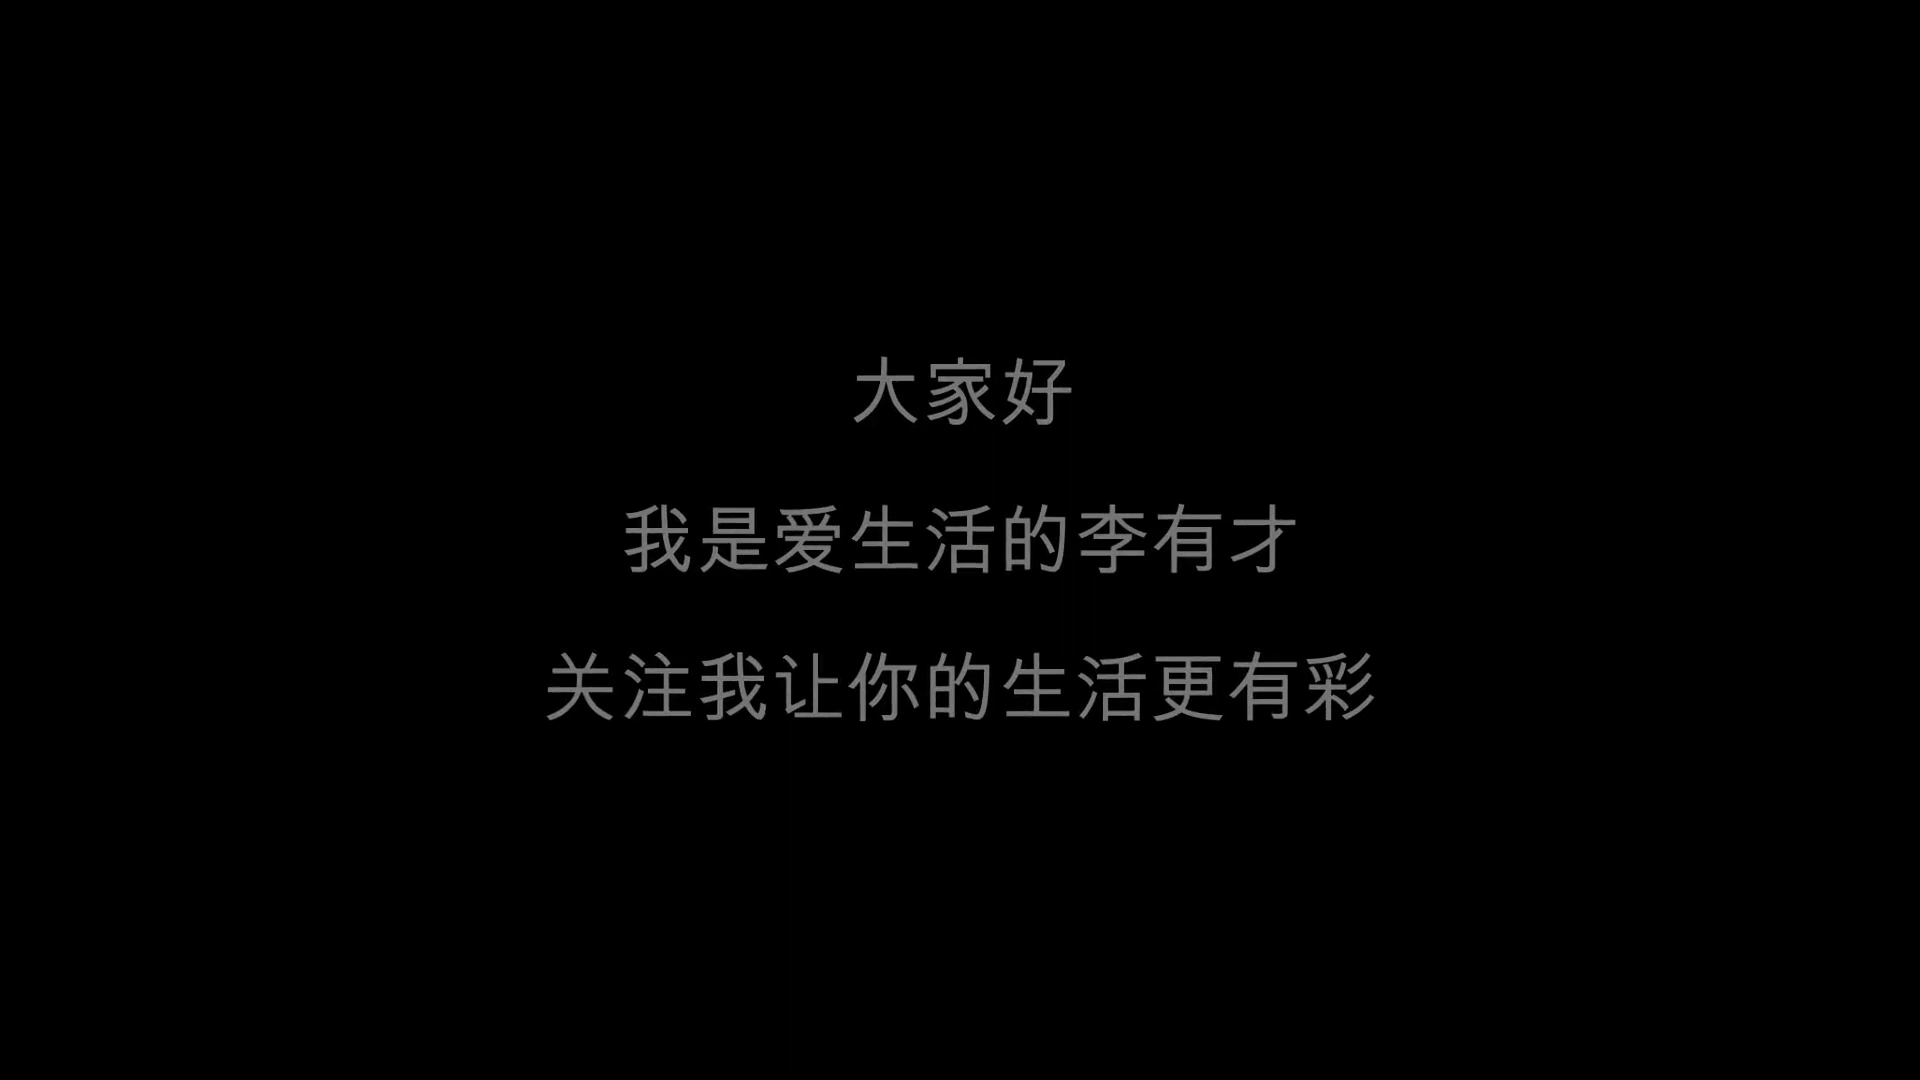 大家好
我是爱生活的李有才
关注我让你的生活更有彩